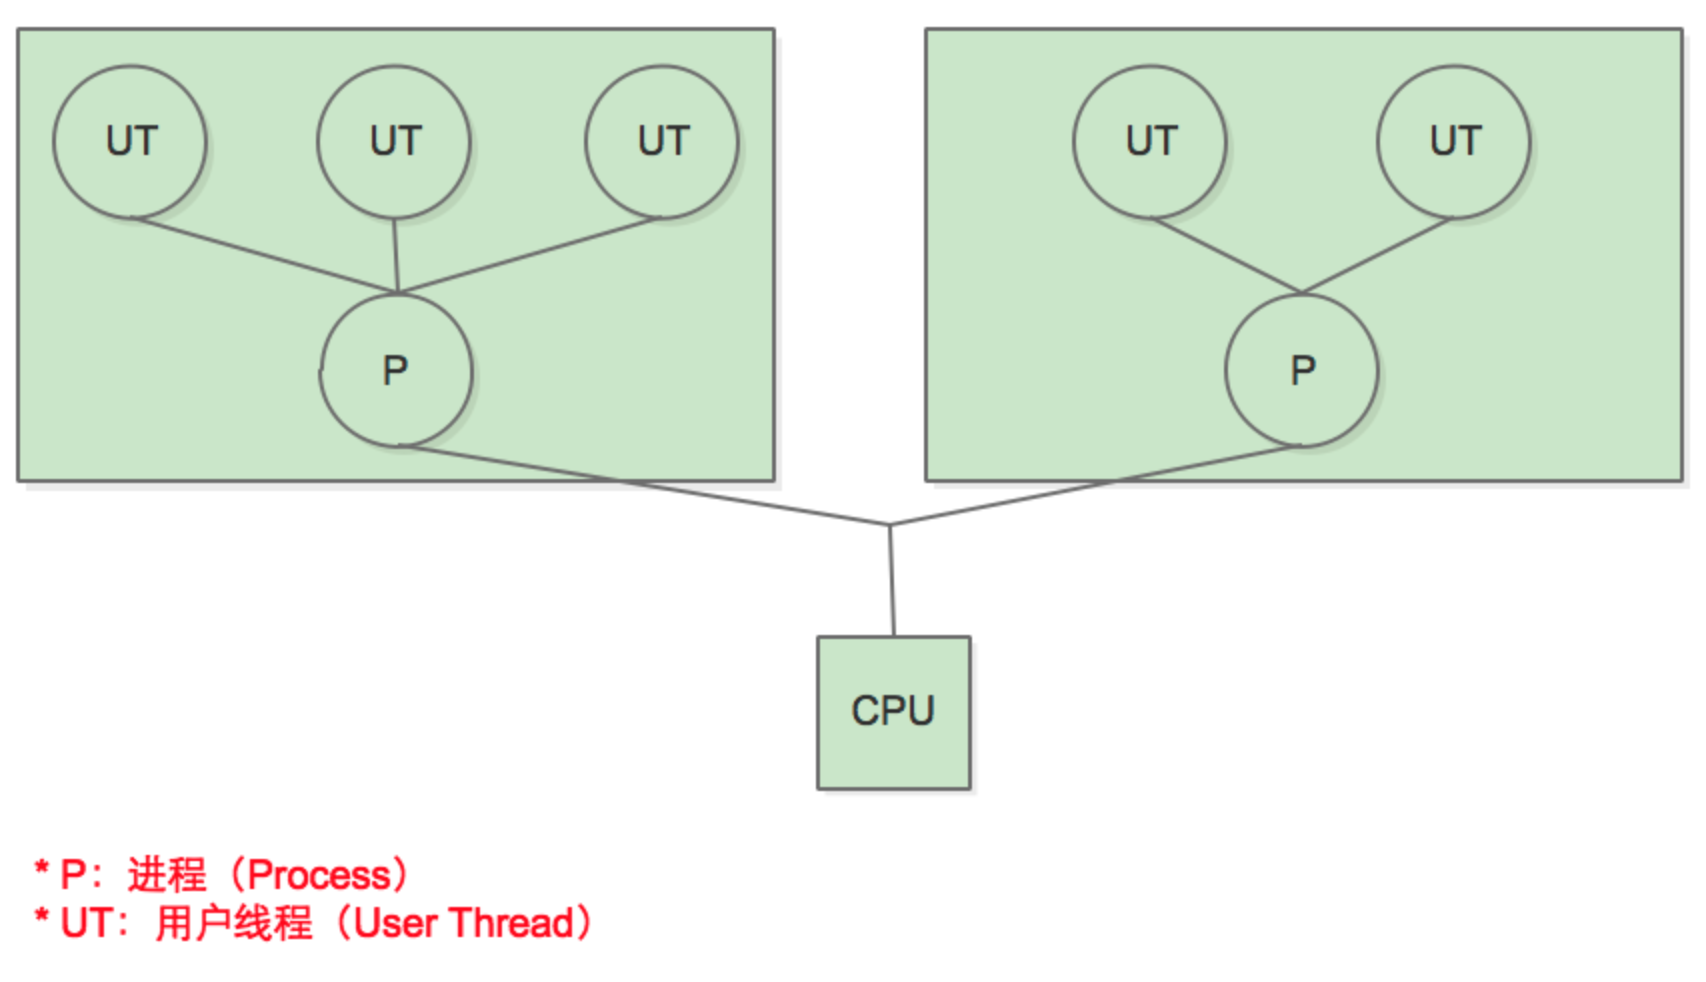 UT UT UT UT UT
P P
CPU
* P：进程（Process）
* UT：用户线程（User Thread）